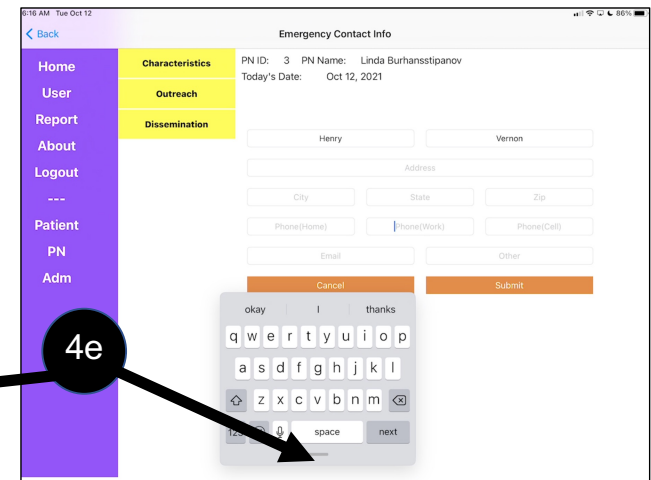 6:16 AM Tue Oct 12
86%
Back
Emergency Contact Info
Home
User
Report
About
Logout
---
Patient
PN
Adm
Characteristics
Outreach
Dissemination
PN ID: 3 PN Name: Linda Burhansstipanov
Today's Date: Oct 12, 2021
Henry Vernon
Address
City State Zip
Phone(Home) Phone(Work) Phone(Cell)
Email Other
Cancel Submit
4e
okay I thanks
q w e r t y u i o p
a s d f g h j k l
z x c v b n m
space next